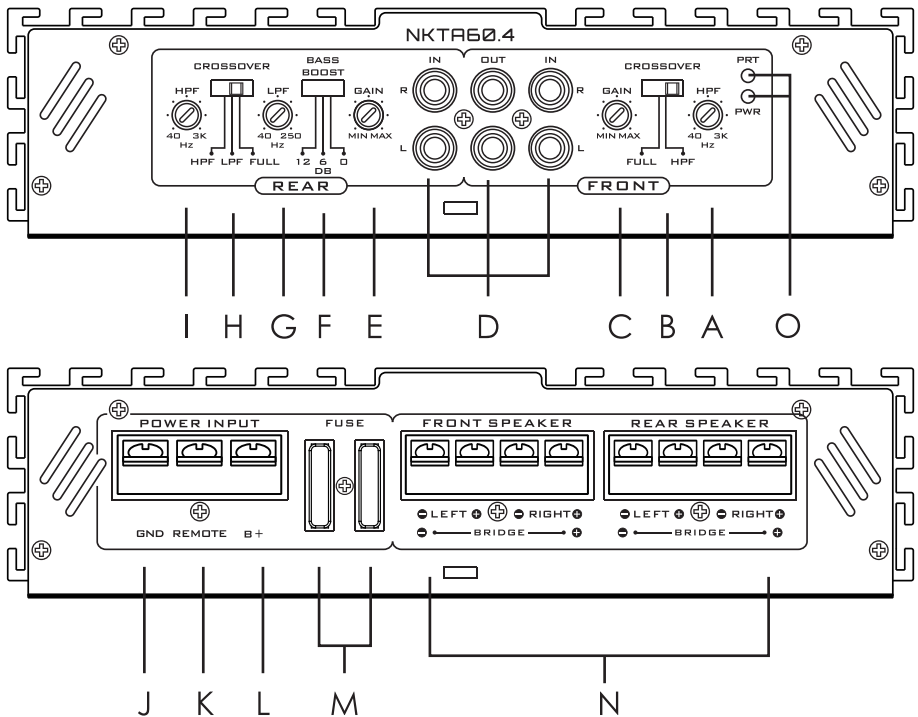 NKTA60.4
CROSSOVER BASS BOOST IN OUT IN CROSSOVER PRT
HPF LPF GAIN R R GAIN HPF PWR
40 3K 40 250 MIN MAX MIN MAX 40 3K
Hz Hz Hz
HPF LPF FULL 12 6 0 L L FULL HPF
DB
REAR FRONT
I H G F E D C B A O
POWER INPUT FUSE FRONT SPEAKER REAR SPEAKER
- LEFT + - RIGHT + - LEFT + - RIGHT +
GND REMOTE B+ - BRIDGE + - BRIDGE +
J K L M N